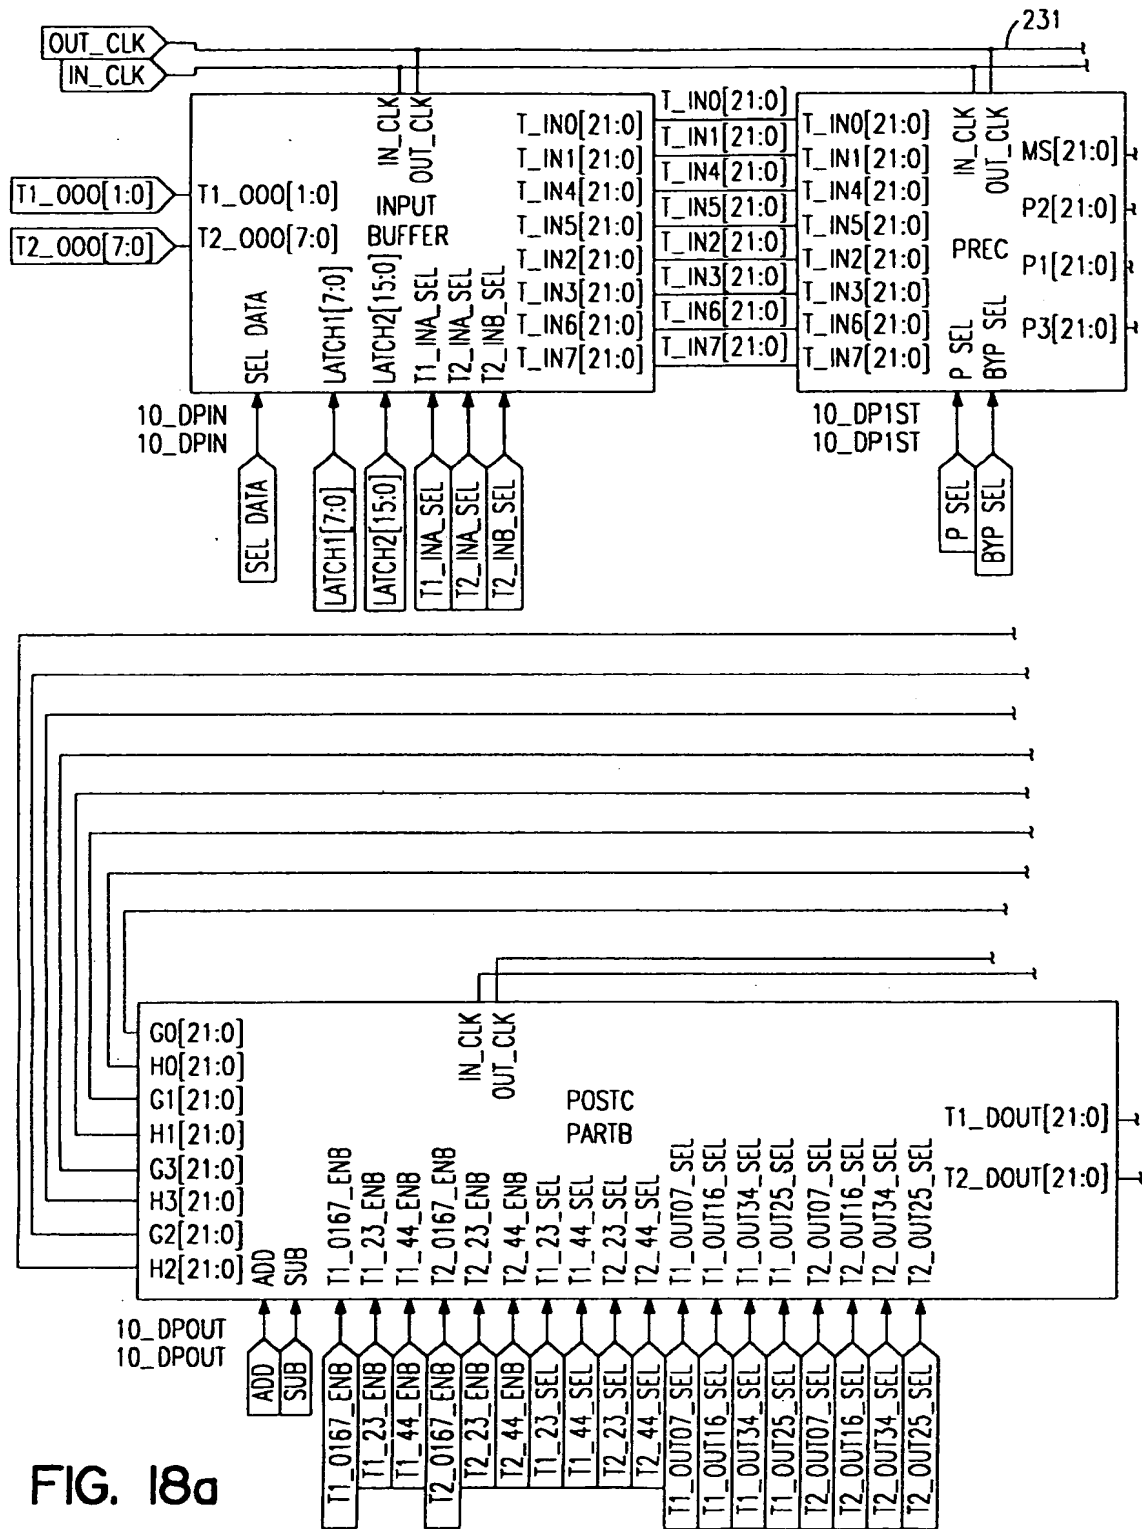 231
OUT_CLK
IN_CLK
IN_CLK
OUT_CLK
T1_OOO[1:0]
T2_OOO[7:0]
T1_OOO[1:0]
T2_OOO[7:0]
INPUT
BUFFER
SEL DATA
LATCH1[7:0]
LATCH2[15:0]
T1_INA_SEL
T2_INA_SEL
T2_INB_SEL
T_IN0[21:0]
T_IN1[21:0]
T_IN4[21:0]
T_IN5[21:0]
T_IN2[21:0]
T_IN3[21:0]
T_IN6[21:0]
T_IN7[21:0]
T_IN0[21:0]
T_IN1[21:0]
T_IN4[21:0]
T_IN5[21:0]
T_IN2[21:0]
T_IN3[21:0]
T_IN6[21:0]
T_IN7[21:0]
T_IN0[21:0]
T_IN1[21:0]
T_IN4[21:0]
T_IN5[21:0]
T_IN2[21:0]
T_IN3[21:0]
T_IN6[21:0]
T_IN7[21:0]
IN_CLK
OUT_CLK
PREC
P SEL
BYP SEL
MS[21:0]
P2[21:0]
P1[21:0]
P3[21:0]
10_DPIN
10_DPIN
10_DP1ST
10_DP1ST
SEL DATA
LATCH1[7:0]
LATCH2[15:0]
T1_INA_SEL
T2_INA_SEL
T2_INB_SEL
P SEL
BYP SEL
G0[21:0]
H0[21:0]
G1[21:0]
H1[21:0]
G3[21:0]
H3[21:0]
G2[21:0]
H2[21:0]
IN_CLK
OUT_CLK
POSTC
PARTB
T1_DOUT[21:0]
T2_DOUT[21:0]
ADD
SUB
T1_0167_ENB
T1_23_ENB
T1_44_ENB
T2_0167_ENB
T2_23_ENB
T2_44_ENB
T1_23_SEL
T1_44_SEL
T2_23_SEL
T2_44_SEL
T1_OUT07_SEL
T1_OUT16_SEL
T1_OUT34_SEL
T1_OUT25_SEL
T2_OUT07_SEL
T2_OUT16_SEL
T2_OUT34_SEL
T2_OUT25_SEL
10_DPOUT
10_DPOUT
ADD
SUB
T1_0167_ENB
T1_23_ENB
T1_44_ENB
T2_0167_ENB
T2_23_ENB
T2_44_ENB
T1_23_SEL
T1_44_SEL
T2_23_SEL
T2_44_SEL
T1_OUT07_SEL
T1_OUT16_SEL
T1_OUT34_SEL
T1_OUT25_SEL
T2_OUT07_SEL
T2_OUT16_SEL
T2_OUT34_SEL
T2_OUT25_SEL
FIG. 18a